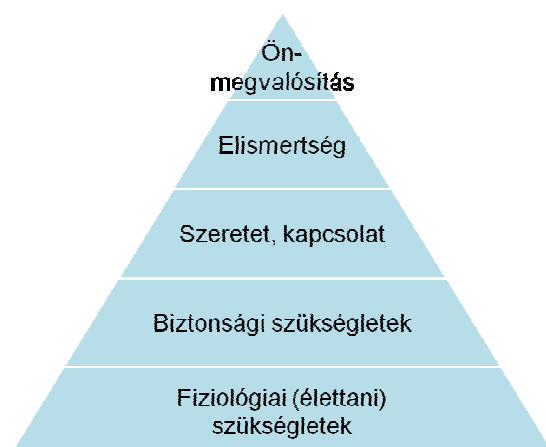 Ön-
megvalósítás
Elismertség
Szeretet, kapcsolat
Biztonsági szükségletek
Fiziológiai (élettani)
szükségletek